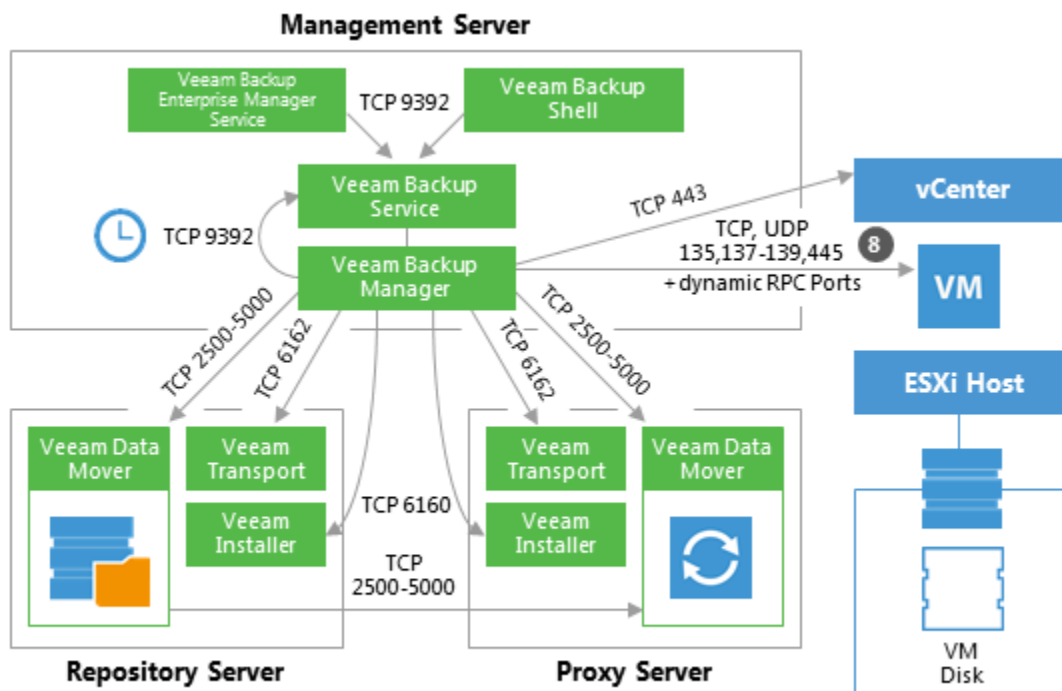 Management Server
Veeam Backup
Enterprise Manager
Service
TCP 9392
Veeam Backup
Shell
Veeam Backup
Service
TCP 443
vCenter
TCP 9392
TCP, UDP
135,137-139,445
8
+ dynamic RPC Ports
VM
Veeam Backup
Manager
TCP 2500-5000
TCP 6162
TCP 6162
TCP 2500-5000
ESXi Host
Veeam Data
Mover
Veeam
Transport
Veeam
Installer
TCP 6160
Veeam
Transport
Veeam
Installer
Veeam Data
Mover
TCP
2500-5000
VM
Disk
Repository Server
Proxy Server